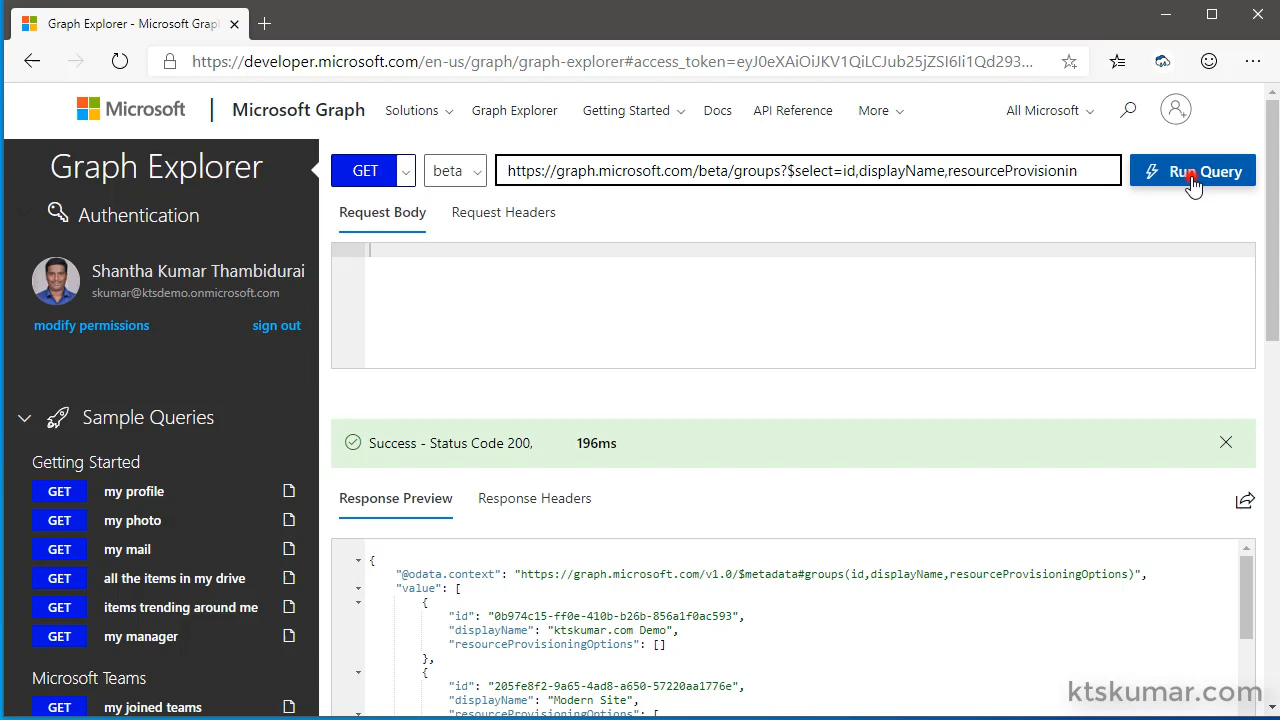 Graph Explorer - Microsoft Grap
https://developer.microsoft.com/en-us/graph/graph-explorer#access_token=eyJ0eXAiOiJKV1QiLCJub25jZSI6Ii1Qd293...
Microsoft
Microsoft Graph
Solutions
Graph Explorer
Getting Started
Docs
API Reference
More
All Microsoft
Graph Explorer
GET
beta
https://graph.microsoft.com/beta/groups?$select=id,displayName,resourceProvisionin
Run Query
Authentication
Request Body
Request Headers
Shantha Kumar Thambidurai
skumar@ktsdemo.onmicrosoft.com
modify permissions
sign out
Sample Queries
Getting Started
GET my profile
GET my photo
GET my mail
GET all the items in my drive
GET items trending around me
GET my manager
Microsoft Teams
GET my joined teams
Success - Status Code 200, 196ms
Response Preview
Response Headers
{
"@odata.context": "https://graph.microsoft.com/v1.0/$metadata#groups(id,displayName,resourceProvisioningOptions)",
"value": [
{
"id": "0b974c15-ff0e-410b-b26b-856a1f0ac593",
"displayName": "ktskumar.com Demo",
"resourceProvisioningOptions": []
},
{
"id": "205fe8f2-9a65-4ad8-a650-57220aa1776e",
"displayName": "Modern Site",
"resourceProvisioningOptions": [
ktskumar.com